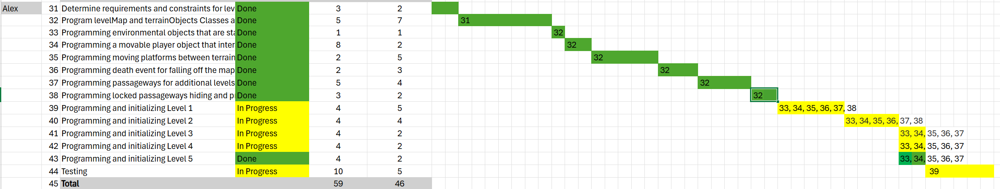 Alex 31 Determine requirements and constraints for lev Done 3 2
32 Program levelMap and terrainObjects Classes a Done 5 7 31
33 Programming environmental objects that are sta Done 1 1 32
34 Programming a movable player object that inter Done 8 2 32
35 Programming moving platforms between terrain Done 2 5 32
36 Programming death event for falling off the map Done 2 3 32
37 Programming passageways for additional levels Done 5 4 32
38 Programming locked passageways hiding and pr Done 3 2 32
39 Programming and initializing Level 1 In Progress 4 5 33, 34, 35, 36, 37, 38
40 Programming and initializing Level 2 In Progress 4 4 33, 34, 35, 36, 37, 38
41 Programming and initializing Level 3 In Progress 4 2 33, 34, 35, 36, 37
42 Programming and initializing Level 4 In Progress 4 2 33, 34, 35, 36, 37
43 Programming and initializing Level 5 Done 4 2 33, 34, 35, 36, 37
44 Testing In Progress 10 5 39
45 Total 59 46